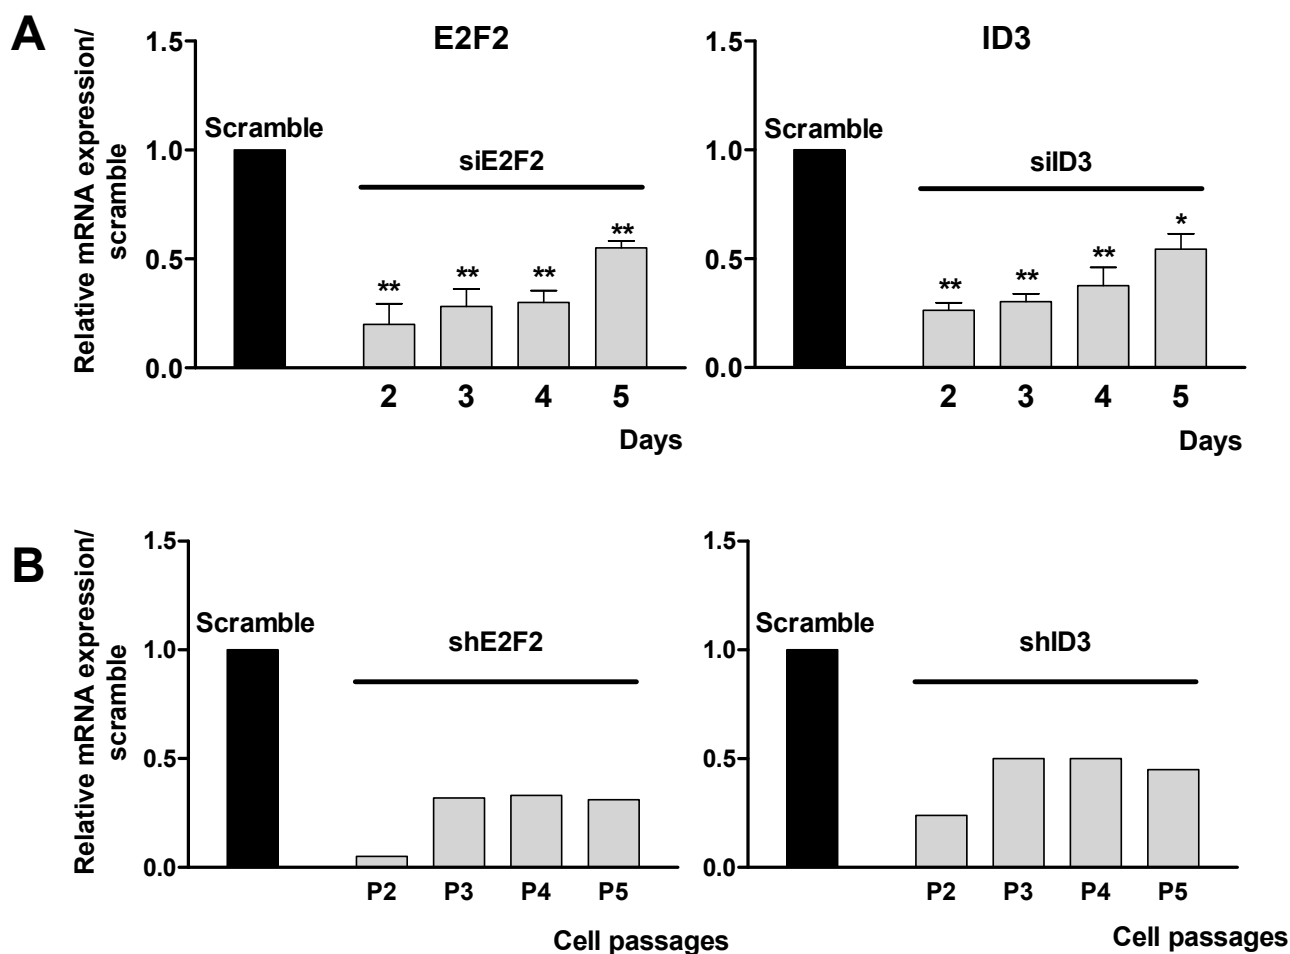 A
E2F2
ID3
Relative mRNA expression/
scramble
1.5
1.0
0.5
0.0
Scramble
siE2F2
** ** ** **
2 3 4 5
Days
1.5
1.0
0.5
0.0
Scramble
siID3
** ** ** *
2 3 4 5
Days
B
Relative mRNA expression/
scramble
1.5
1.0
0.5
0.0
Scramble
shE2F2
P2 P3 P4 P5
Cell passages
1.5
1.0
0.5
0.0
Scramble
shID3
P2 P3 P4 P5
Cell passages